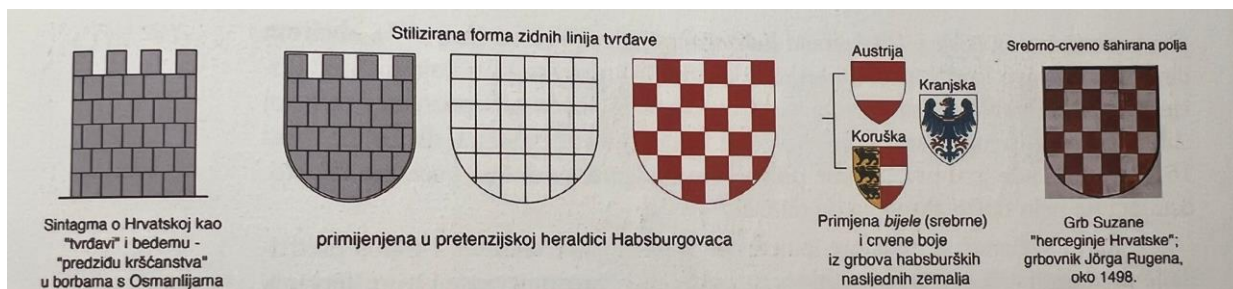 Stilizirana forma zidnih linija tvrđave
Sintagma o Hrvatskoj kao
"tvrđavi" i bedemu -
"predziđu kršćanstva"
u borbama s Osmanlijama
primijenjena u pretenzijskoj heraldici Habsburgovaca
Austrija
Kranjska
Koruška
Primjena bijele (srebrne)
i crvene boje
iz grbova habsburških
nasljednih zemalja
Srebrno-crveno šahirana polja
Grb Suzane
"herceginje Hrvatske";
grbovnik Jörga Rugena,
oko 1498.